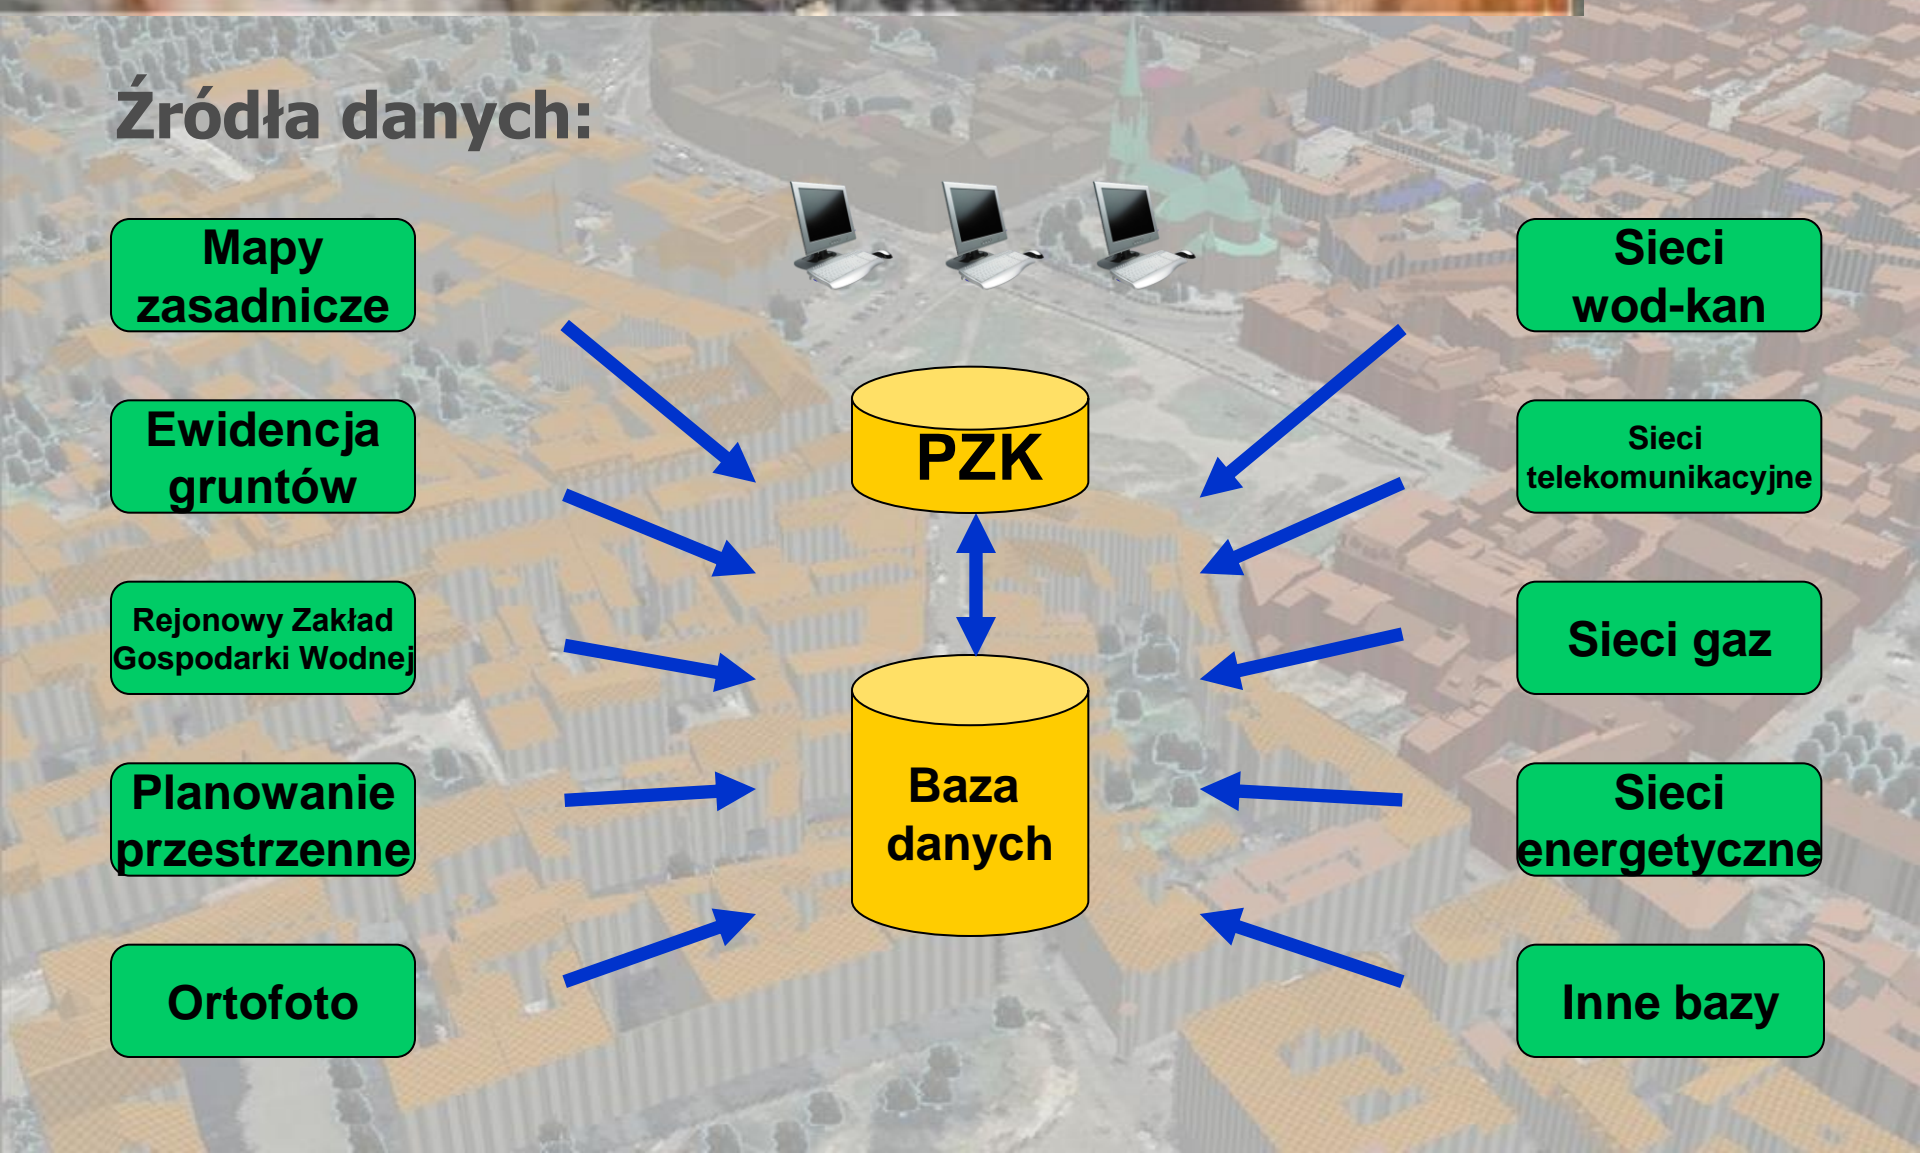 Źródła danych:
Mapy
zasadnicze
Ewidencja
gruntów
Rejonowy Zakład
Gospodarki Wodnej
Planowanie
przestrzenne
Ortofoto
PZK
Baza
danych
Sieci
wod-kan
Sieci
telekomunikacyjne
Sieci gaz
Sieci
energetyczne
Inne bazy